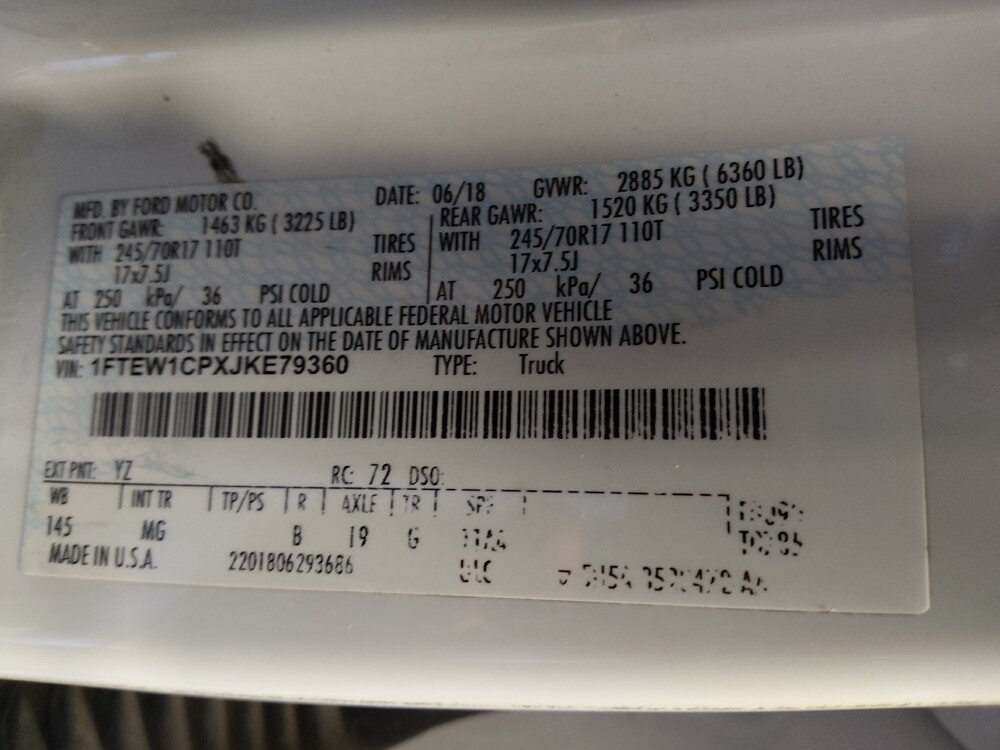 MFD. BY FORD MOTOR CO. DATE: 06/18 GVWR: 2885 KG ( 6360 LB)
FRONT GAWR: 1463 KG ( 3225 LB) REAR GAWR: 1520 KG ( 3350 LB)
WITH 245/70R17 110T TIRES WITH 245/70R17 110T TIRES
17x7.5J RIMS 17x7.5J RIMS
AT 250 kPa/ 36 PSI COLD AT 250 kPa/ 36 PSI COLD
THIS VEHICLE CONFORMS TO ALL APPLICABLE FEDERAL MOTOR VEHICLE
SAFETY STANDARDS IN EFFECT ON THE DATE OF MANUFACTURE SHOWN ABOVE.
VIN: 1FTEW1CPXJKE79360 TYPE: Truck
EXT PNT: YZ RC: 72 DSO:
WB INT TR TP/PS R AXLE TR SPR
145 MG B 19 G
MADE IN U.S.A. 2201806293686